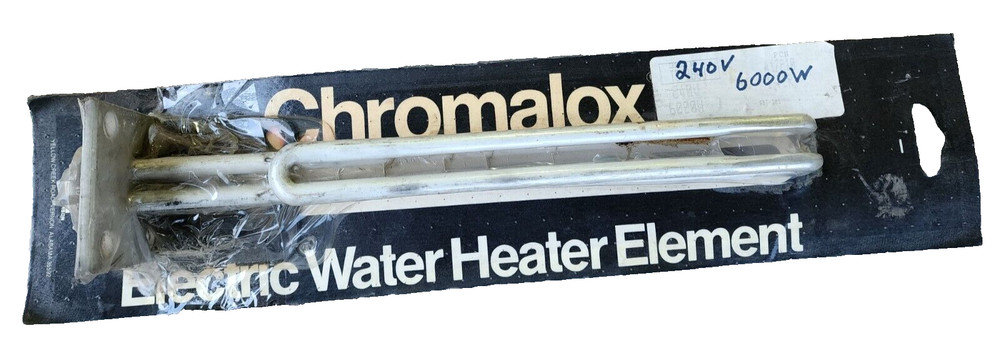 Chromalox
240V
6000W
Electric Water Heater Element